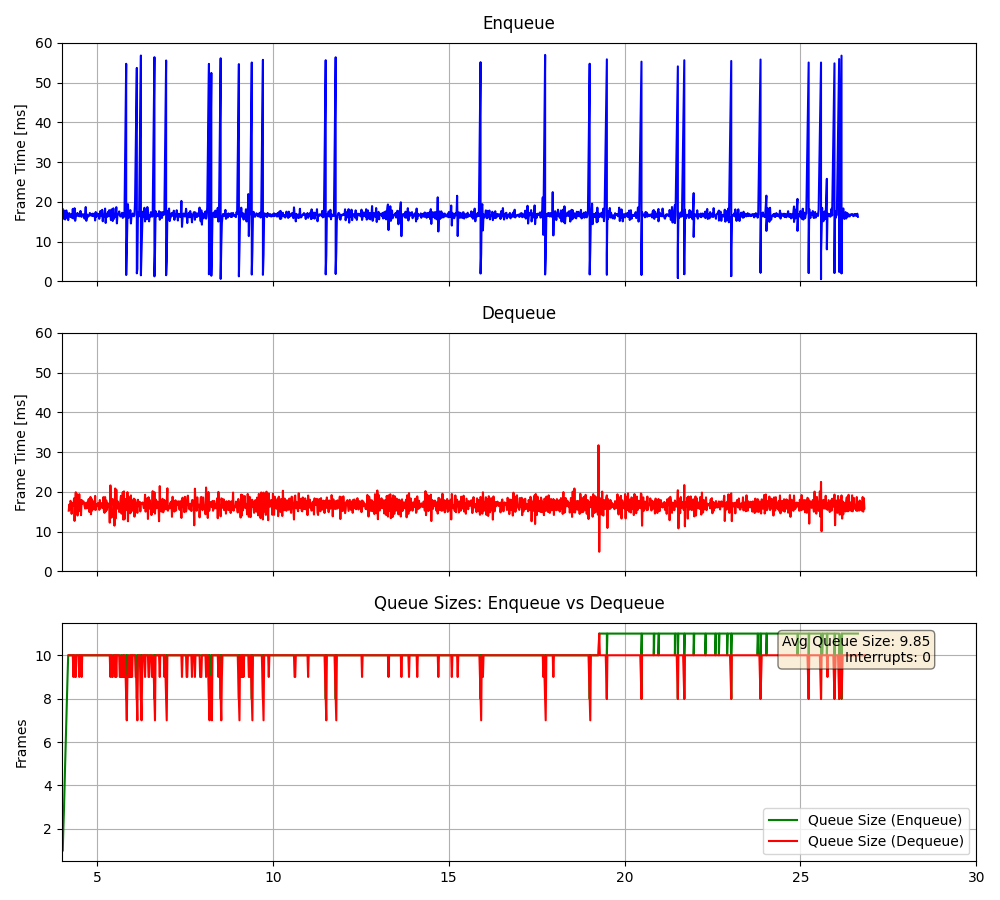 Enqueue
Frame Time [ms]
60
50
40
30
20
10
0
Dequeue
Frame Time [ms]
60
50
40
30
20
10
0
Queue Sizes: Enqueue vs Dequeue
Frames
10
8
6
4
2
Avg Queue Size: 9.85
Interrupts: 0
Queue Size (Enqueue)
Queue Size (Dequeue)
5 10 15 20 25 30